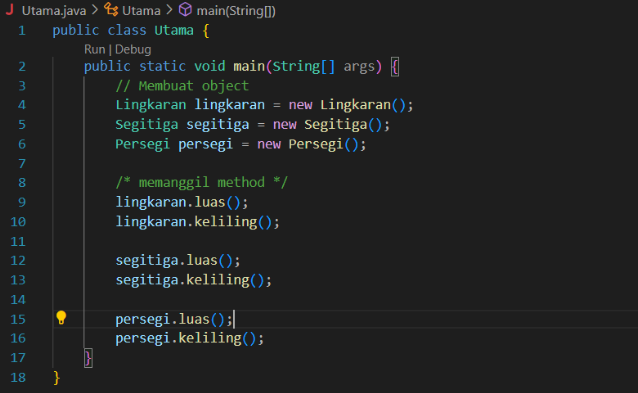 Utama.java > Utama > main(String[])
1 public class Utama {
Run | Debug
2 public static void main(String[] args) {
3 // Membuat object
4 Lingkaran lingkaran = new Lingkaran();
5 Segitiga segitiga = new Segitiga();
6 Persegi persegi = new Persegi();
7
8 /* memanggil method */
9 lingkaran.luas();
10 lingkaran.keliling();
11
12 segitiga.luas();
13 segitiga.keliling();
14
15 persegi.luas();
16 persegi.keliling();
17 }
18 }